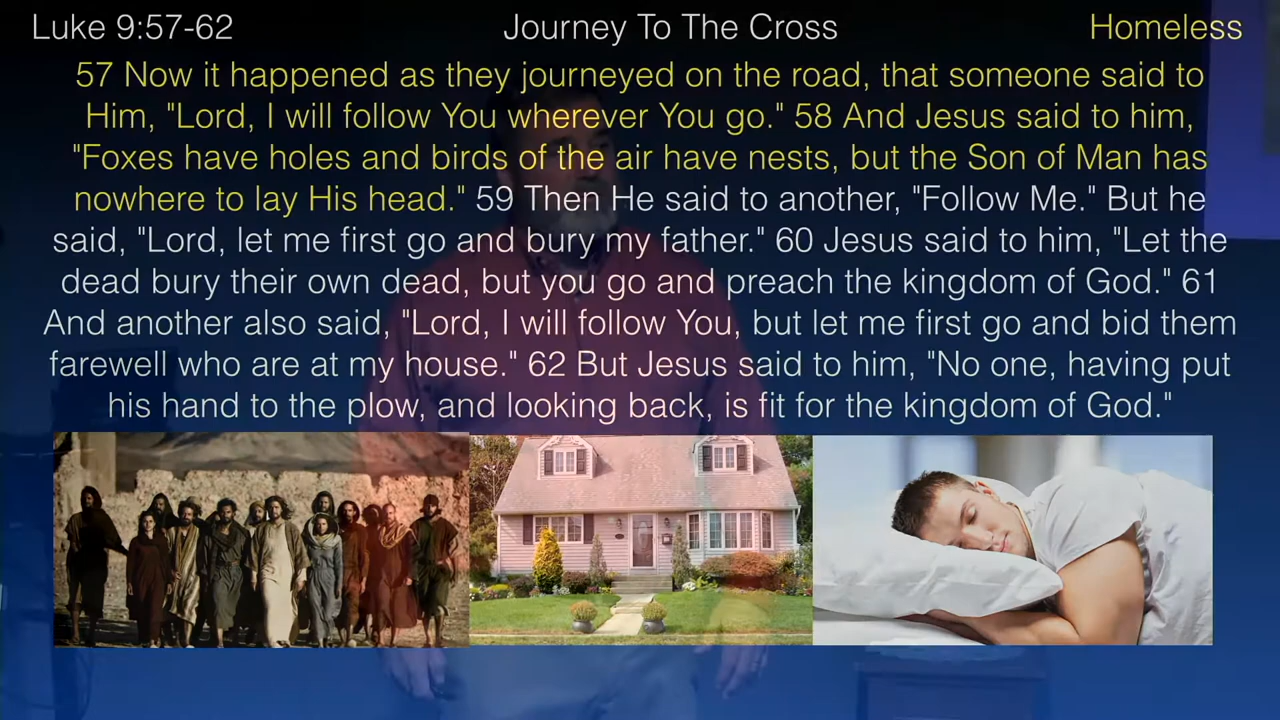 Luke 9:57-62 Journey To The Cross Homeless
57 Now it happened as they journeyed on the road, that someone said to
Him, "Lord, I will follow You wherever You go." 58 And Jesus said to him,
"Foxes have holes and birds of the air have nests, but the Son of Man has
nowhere to lay His head." 59 Then He said to another, "Follow Me." But he
said, "Lord, let me first go and bury my father." 60 Jesus said to him, "Let the
dead bury their own dead, but you go and preach the kingdom of God." 61
And another also said, "Lord, I will follow You, but let me first go and bid them
farewell who are at my house." 62 But Jesus said to him, "No one, having put
his hand to the plow, and looking back, is fit for the kingdom of God."